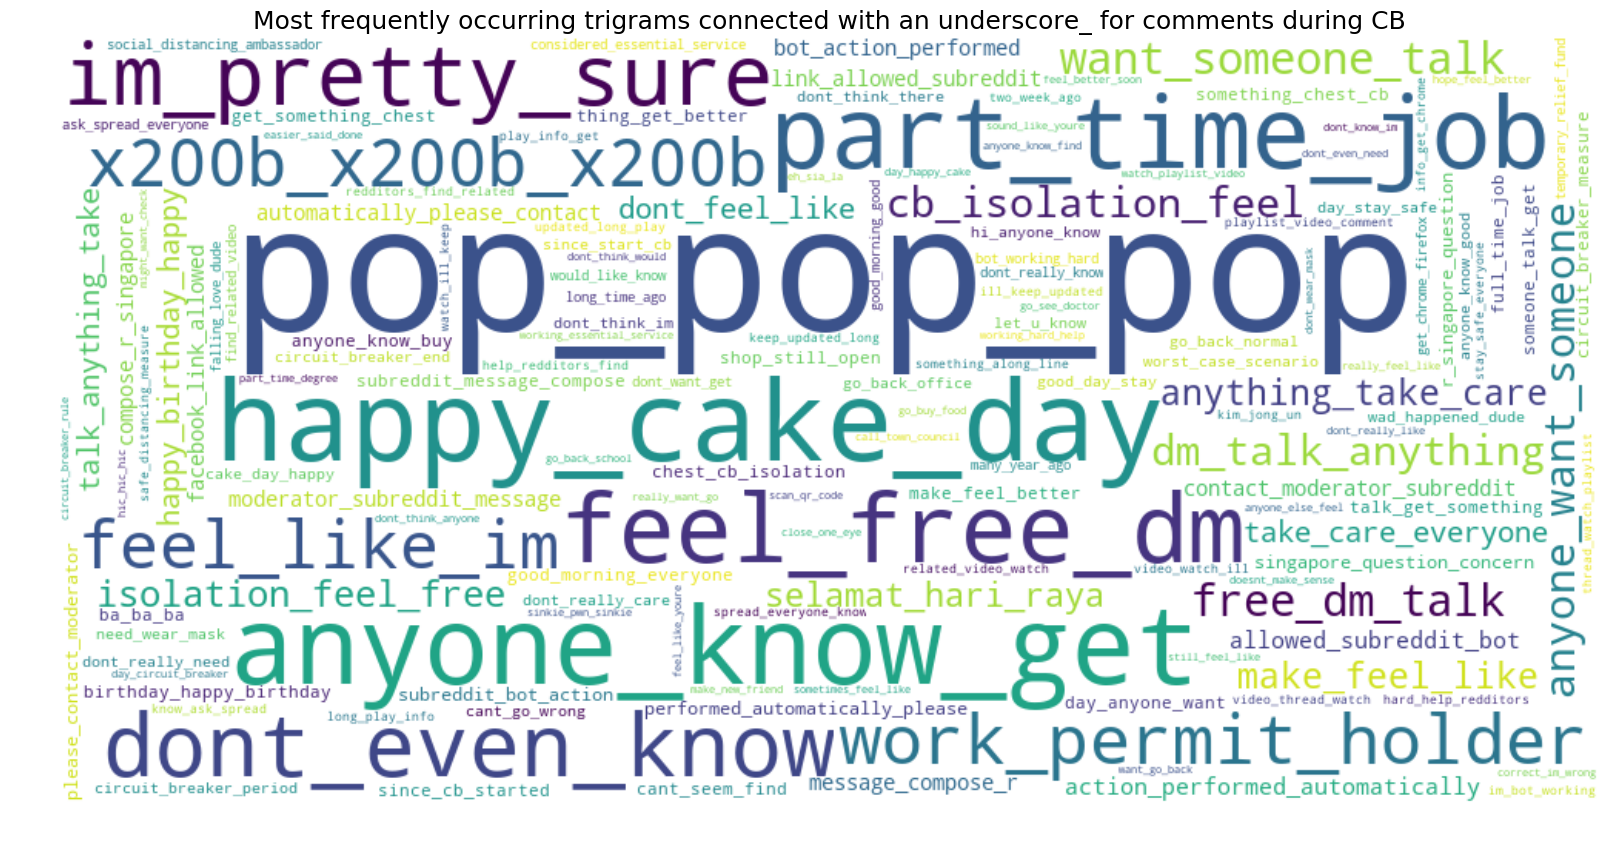 Most frequently occurring trigrams connected with an underscore_ for comments during CB
social_distancing_ambassador
considered_essential_service
bot_action_performed
want_someone_talk
temporary_relief_fund
im_pretty_sure
link_allowed_subreddit
feel_better_soon
hope_feel_better
get_something_chest
thing_get_better
dont_think_there
two_week_ago
something_chest_cb
ask_spread_everyone
easier_said_done
play_info_get
part_time_job
sound_like_youre
dont_know_im
anyone_know_find
dont_even_need
info_get_chrome
circuit_breaker_measure
x200b_x200b_x200b
eh_sia_la
day_happy_cake
watch_playlist_video
redditors_find_related
talk_anything_take
might_want_check
happy_birthday_happy
compose_r_singapore
automatically_please_contact
dont_feel_like
good_morning_good
cb_isolation_feel
day_stay_safe
r_singapore_question
full_time_job
someone_talk_get
anyone_want_someone
updated_long_play
hi_anyone_know
playlist_video_comment
pop_pop_pop
falling_love_dude
find_related_video
facebook_link_allowed
watch_ill_keep
since_start_cb
dont_think_would
would_like_know
long_time_ago
dont_think_im
working_essential_service
bot_working_hard
dont_really_know
ill_keep_updated
go_see_doctor
let_u_know
working_hard_help
dont_wear_mask
get_chrome_firefox
anyone_know_good
stay_safe_everyone
anyone_know_buy
keep_updated_long
go_back_normal
circuit_breaker_end
help_redditors_find
shop_still_open
something_along_line
worst_case_scenario
really_feel_like
safe_distancing_measure
hic_hic_hic
circuit_breaker_rule
part_time_degree
subreddit_message_compose
dont_want_get
go_back_office
good_day_stay
anything_take_care
happy_cake_day
go_buy_food
kim_jong_un
wad_happened_dude
call_town_council
dont_really_like
go_back_school
cake_day_happy
chest_cb_isolation
many_year_ago
dm_talk_anything
thread_watch_playlist
moderator_subreddit_message
really_want_go
scan_qr_code
make_feel_better
contact_moderator_subreddit
dont_think_anyone
feel_free_dm
anyone_else_feel
talk_get_something
feel_like_im
close_one_eye
take_care_everyone
related_video_watch
video_watch_ill
singapore_question_concern
please_contact_moderator
good_morning_everyone
doesnt_make_sense
isolation_feel_free
dont_really_care
selamat_hari_raya
free_dm_talk
ba_ba_ba
sinkie_pwn_sinkie
feel_like_youre
spread_everyone_know
need_wear_mask
anyone_know_get
allowed_subreddit_bot
dont_really_need
still_feel_like
day_circuit_breaker
make_feel_like
birthday_happy_birthday
subreddit_bot_action
make_new_friend
sometimes_feel_like
know_ask_spread
long_play_info
cant_go_wrong
performed_automatically_please
day_anyone_want
video_thread_watch
hard_help_redditors
dont_even_know
work_permit_holder
want_go_back
correct_im_wrong
circuit_breaker_period
since_cb_started
cant_seem_find
message_compose_r
action_performed_automatically
im_bot_working